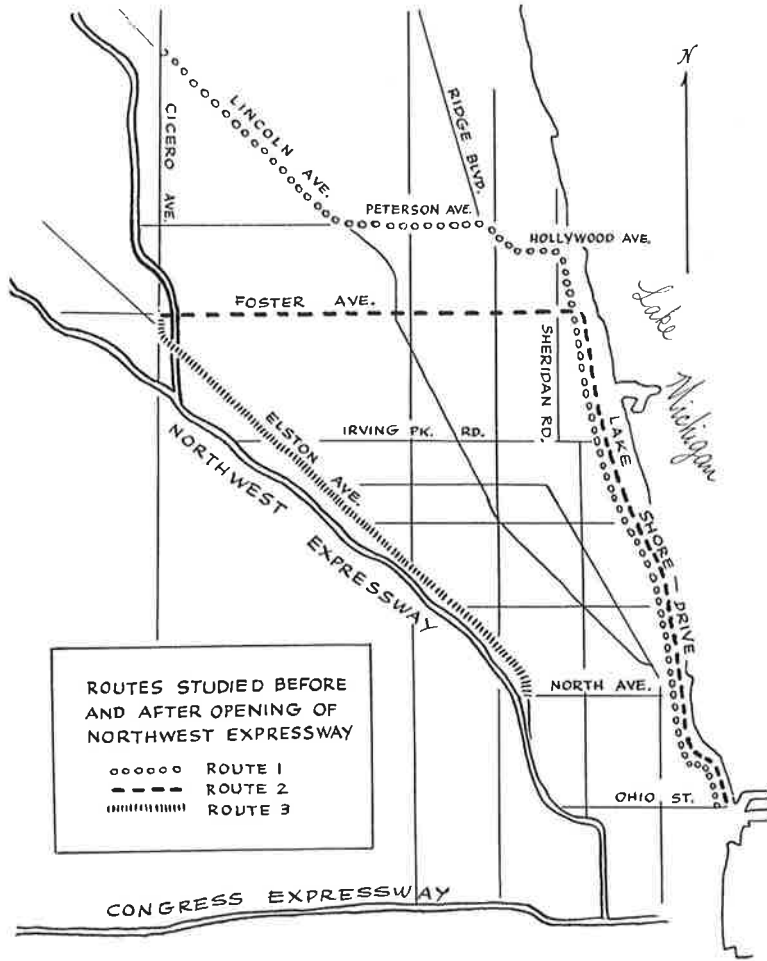 N
CICERO AVE.
LINCOLN AVE.
RIDGE BLVD.
PETERSON AVE.
HOLLYWOOD AVE.
FOSTER AVE.
Lake
Michigan
SHERIDAN RD.
IRVING PK. RD.
ELSTON AVE.
NORTHWEST EXPRESSWAY
LAKE SHORE DRIVE
NORTH AVE.
OHIO ST.
ROUTES STUDIED BEFORE
AND AFTER OPENING OF
NORTHWEST EXPRESSWAY
ROUTE 1
ROUTE 2
ROUTE 3
CONGRESS EXPRESSWAY